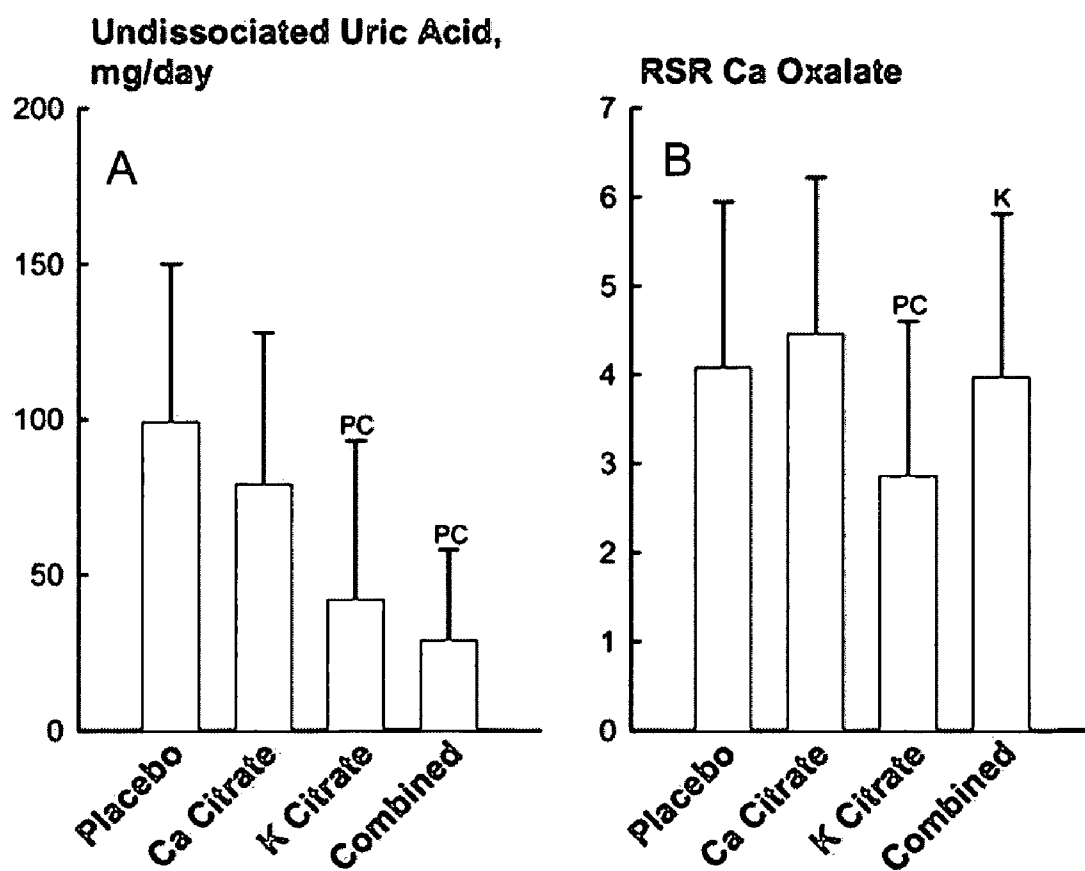 Undissociated Uric Acid,
mg/day
200
150
100
50
0
A
PC
PC
Placebo
Ca Citrate
K Citrate
Combined
RSR Ca Oxalate
7
6
5
4
3
2
1
0
B
PC
K
Placebo
Ca Citrate
K Citrate
Combined